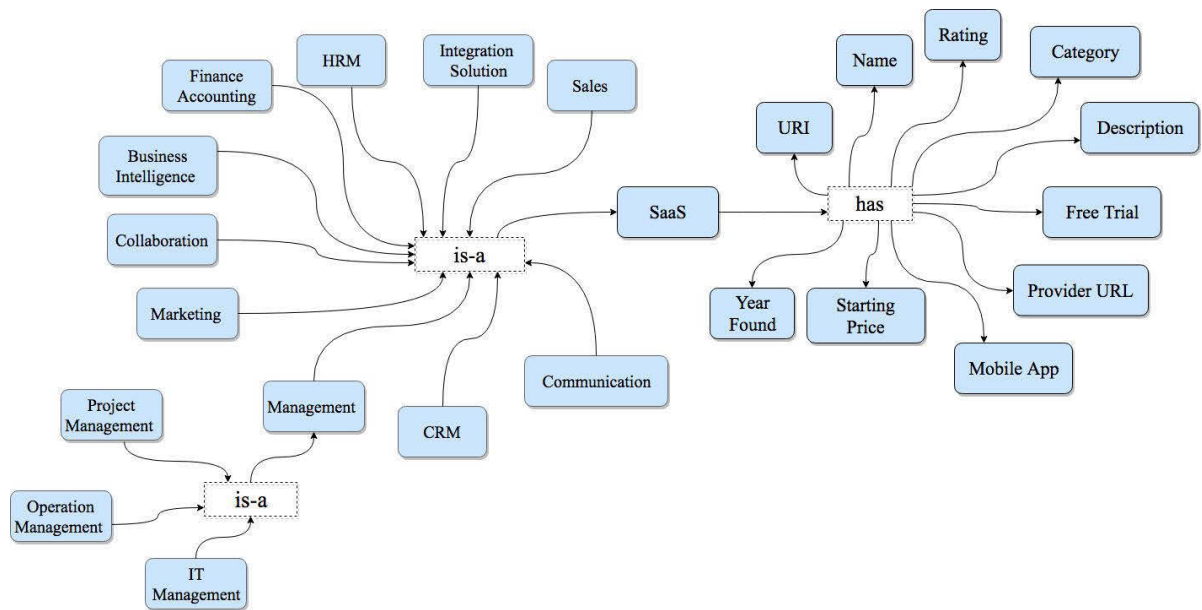 HRM
Integration
Solution
Sales
Finance
Accounting
Business
Intelligence
Collaboration
Marketing
is-a
Management
CRM
Communication
Project
Management
Operation
Management
IT
Management
is-a
SaaS
has
URI
Name
Rating
Category
Description
Free Trial
Provider URL
Mobile App
Starting
Price
Year
Found